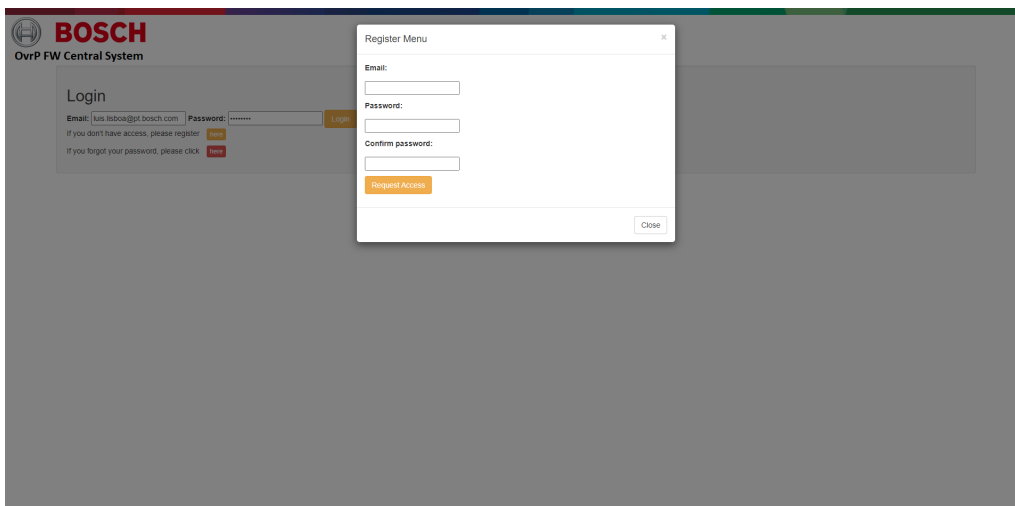 BOSCH
OvrP FW Central System
Login
Email: luis.lisboa@pt.bosch.com Password: •••••••• Login
If you don't have access, please register here
If you forgot your password, please click here
Register Menu ×
Email:
Password:
Confirm password:
Request Access
Close